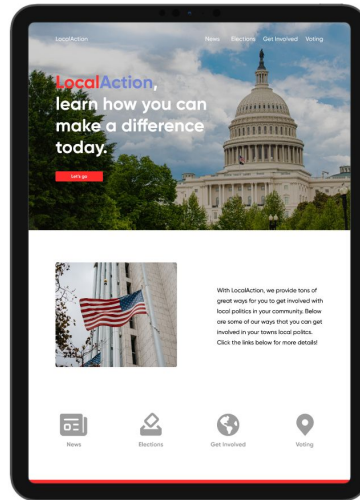 LocalAction
News Elections Get Involved Voting
LocalAction,
learn how you can
make a difference
today.
Let's go
With LocalAction, we provide tons of
great ways for you to get involved with
local politics in your community. Below
are some of our ways that you can get
involved in your towns local politcs.
Click the links below for more details!
News Elections Get Involved Voting